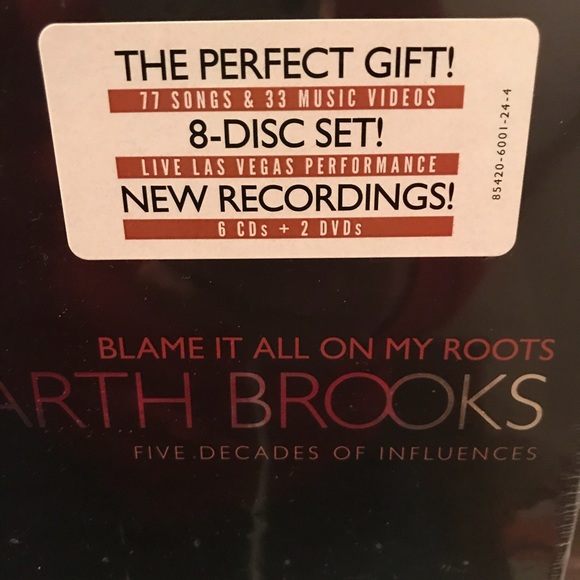 THE PERFECT GIFT!
77 SONGS & 33 MUSIC VIDEOS
8-DISC SET!
LIVE LAS VEGAS PERFORMANCE
NEW RECORDINGS!
6 CDs + 2 DVDs
85420-6001-24-4
BLAME IT ALL ON MY ROOTS
ARTH BROOKS
FIVE DECADES OF INFLUENCES